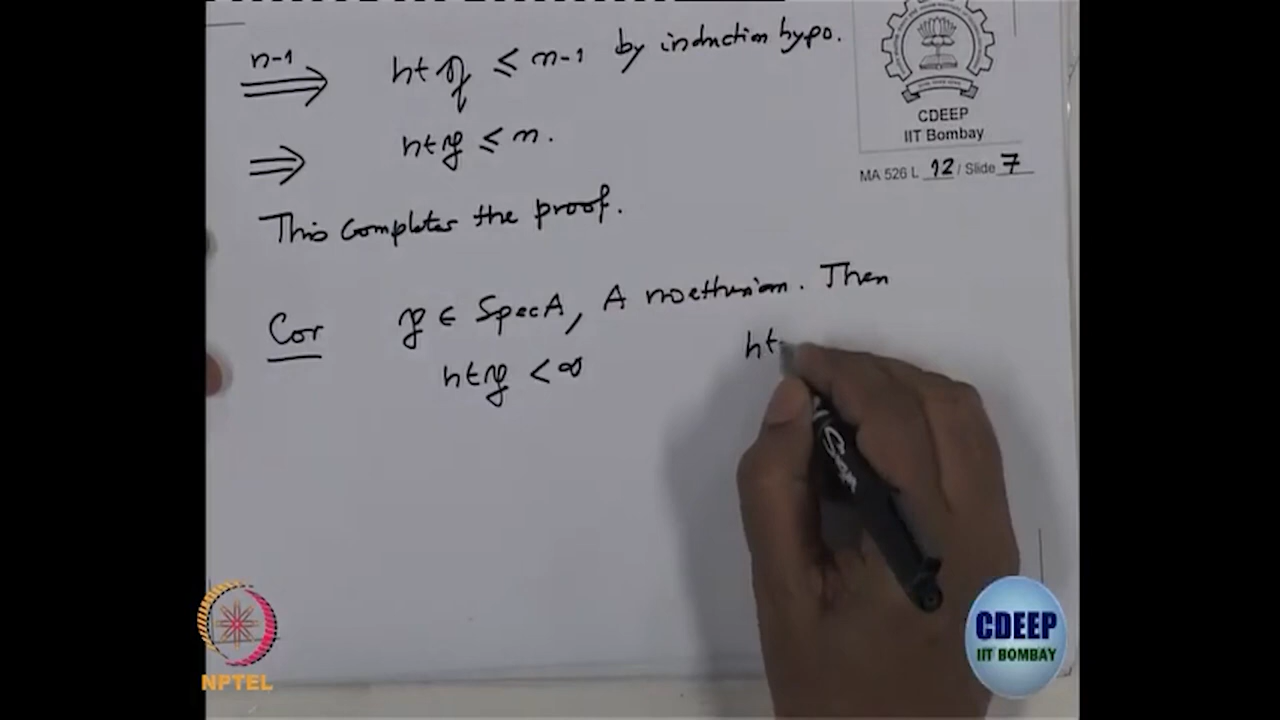 n-1
⟹ ht 𝔮 ≤ n-1 by induction hypo.
⟹ ht 𝔭 ≤ n.
This completes the proof.
Cor 𝔭 ∈ Spec A, A noetherian. Then
ht 𝔭 < ∞ ht
CDEEP
IIT Bombay
MA 526 L 12 / Slide 7
NPTEL
CDEEP
IIT BOMBAY